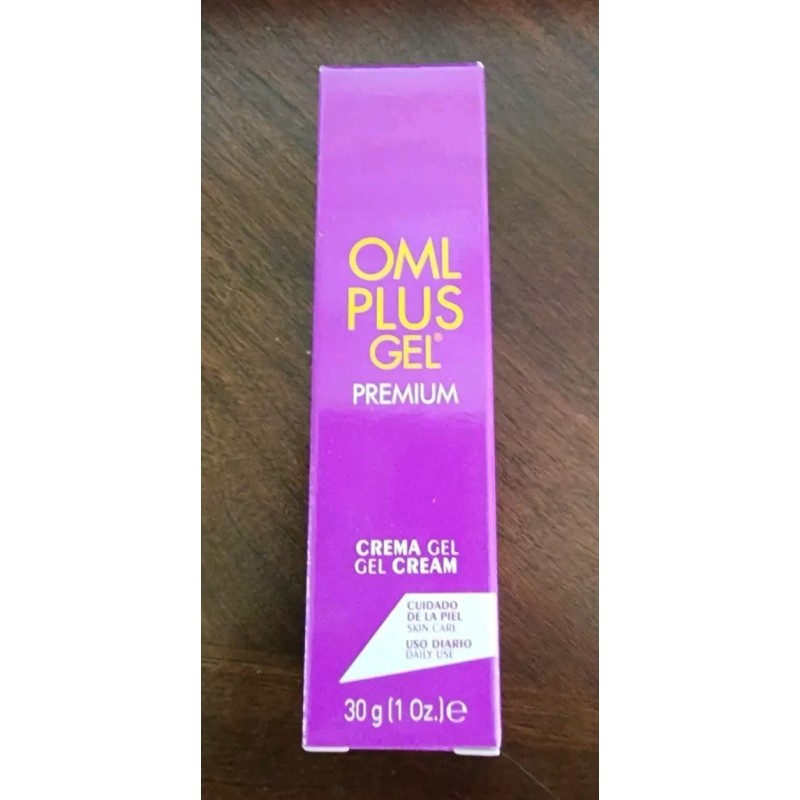 OML
PLUS
GEL®
PREMIUM
CREMA GEL
GEL CREAM
CUIDADO
DE LA PIEL
SKIN CARE
USO DIARIO
DAILY USE
30 g (1 Oz.)℮